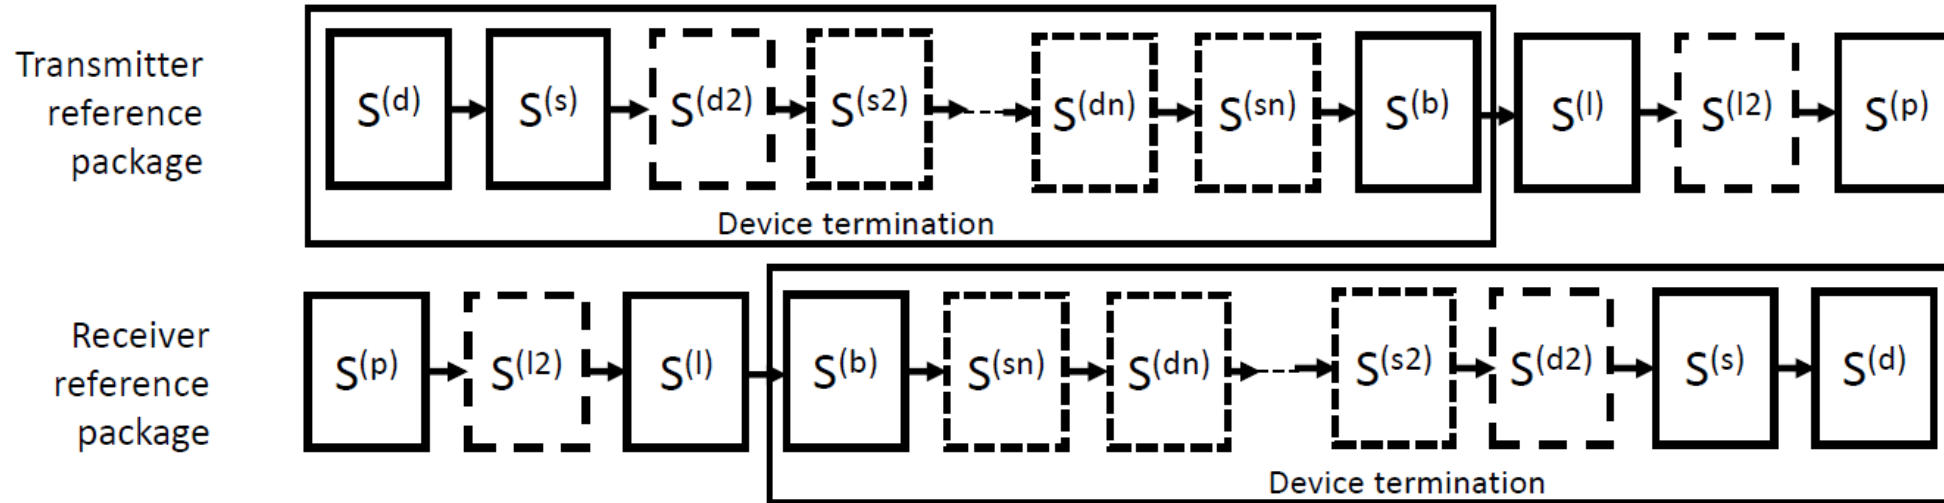 Transmitter
reference
package
S(d) S(s) S(d2) S(s2) S(dn) S(sn) S(b) S(l) S(l2) S(p)
Device termination
Receiver
reference
package
S(p) S(l2) S(l) S(b) S(sn) S(dn) S(s2) S(d2) S(s) S(d)
Device termination